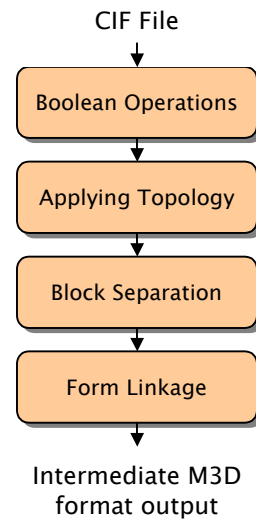 CIF File
Boolean Operations
Applying Topology
Block Separation
Form Linkage
Intermediate M3D
format output